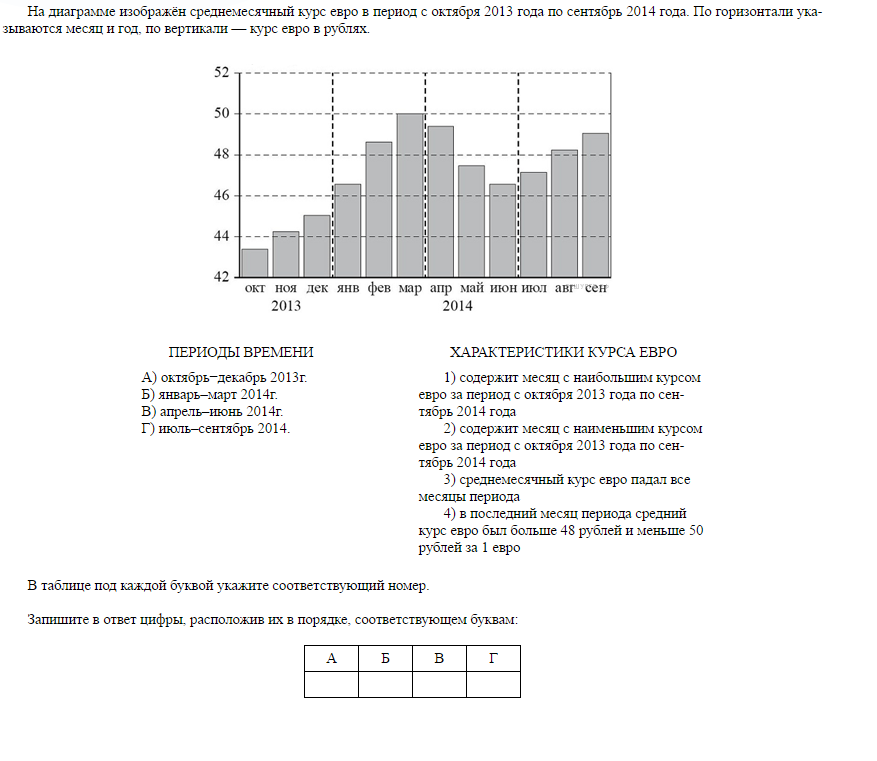 На диаграмме изображён среднемесячный курс евро в период с октября 2013 года по сентябрь 2014 года. По горизонтали ука-
зываются месяц и год, по вертикали — курс евро в рублях.
52
50
48
46
44
42
окт ноя дек янв фев мар апр май июн июл авг сен
2013 2014
ПЕРИОДЫ ВРЕМЕНИ
А) октябрь–декабрь 2013г.
Б) январь–март 2014г.
В) апрель–июнь 2014г.
Г) июль–сентябрь 2014.
ХАРАКТЕРИСТИКИ КУРСА ЕВРО
1) содержит месяц с наибольшим курсом
евро за период с октября 2013 года по сен-
тябрь 2014 года
2) содержит месяц с наименьшим курсом
евро за период с октября 2013 года по сен-
тябрь 2014 года
3) среднемесячный курс евро падал все
месяцы периода
4) в последний месяц периода средний
курс евро был больше 48 рублей и меньше 50
рублей за 1 евро
В таблице под каждой буквой укажите соответствующий номер.
Запишите в ответ цифры, расположив их в порядке, соответствующем буквам:
А Б В Г